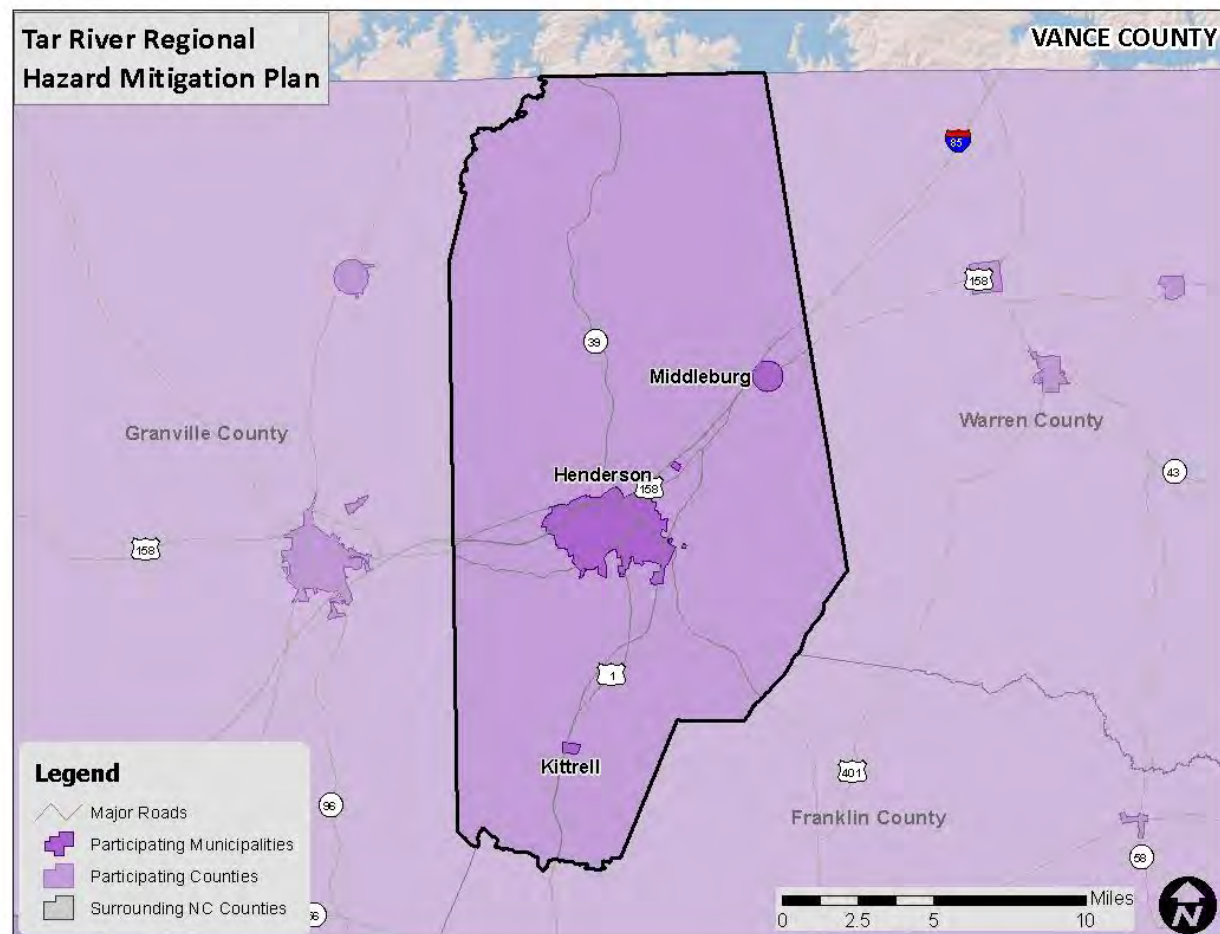 Tar River Regional
Hazard Mitigation Plan
VANCE COUNTY
85
158
39
Middleburg
Granville County
Warren County
43
Henderson
158
158
1
Kittrell
401
96
Franklin County
58
Legend
Major Roads
Participating Municipalities
Participating Counties
Surrounding NC Counties
Miles
0 2.5 5 10
N